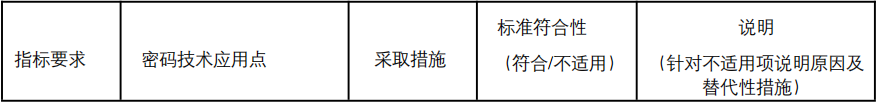 指标要求
密码技术应用点
采取措施
标准符合性
（符合/不适用）
说明
（针对不适用项说明原因及
替代性措施）